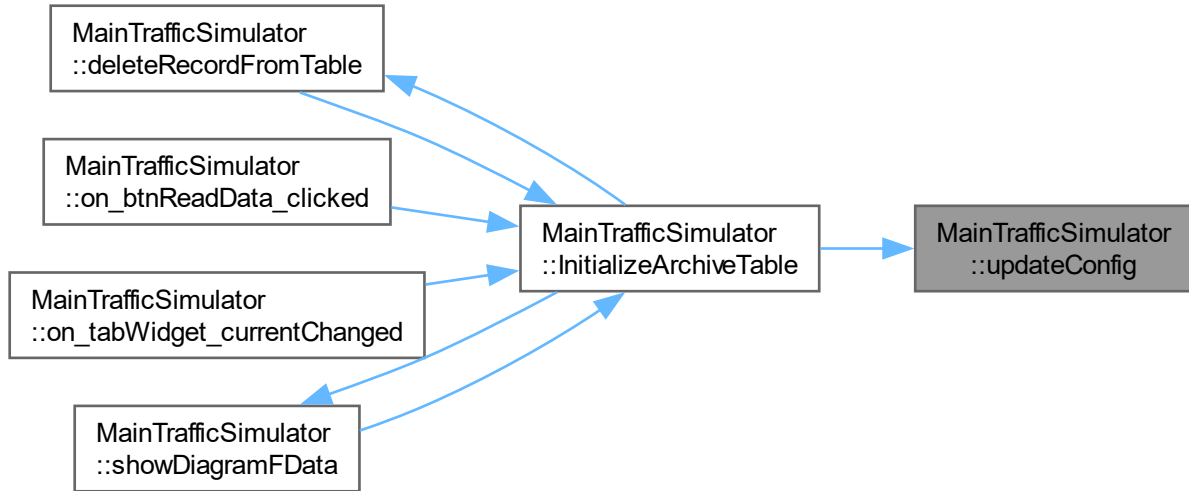 MainTrafficSimulator
::deleteRecordFromTable
MainTrafficSimulator
::on_btnReadData_clicked
MainTrafficSimulator
::on_tabWidget_currentChanged
MainTrafficSimulator
::showDiagramFData
MainTrafficSimulator
::InitializeArchiveTable
MainTrafficSimulator
::updateConfig